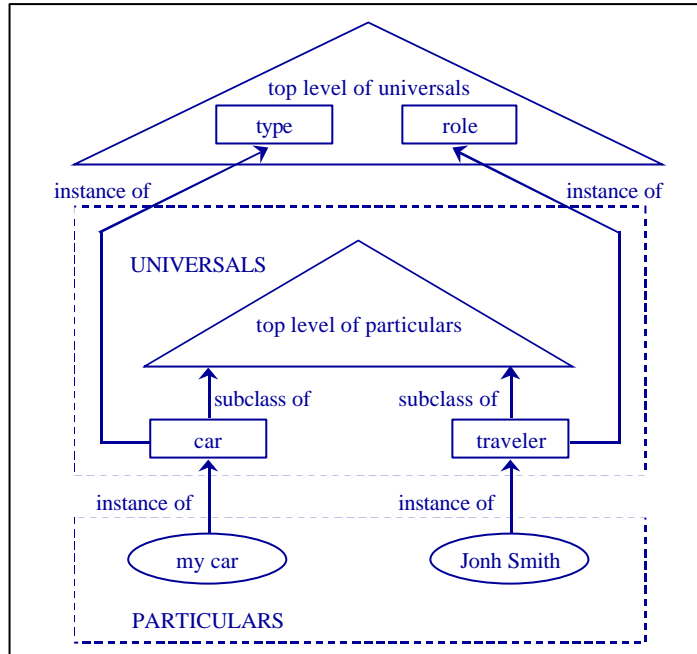 top level of universals
type
role
instance of
instance of
UNIVERSALS
top level of particulars
subclass of
subclass of
car
traveler
instance of
instance of
my car
Jonh Smith
PARTICULARS